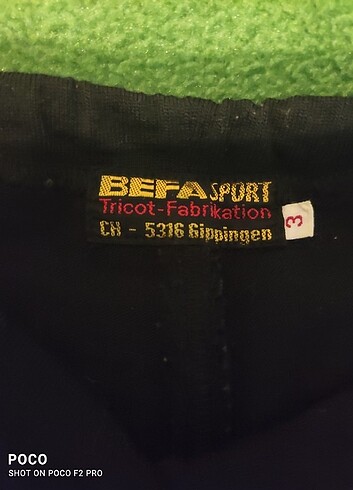 BEFA SPORT
Tricot-Fabrikation
CH - 5316 Gippingen
3
POCO
SHOT ON POCO F2 PRO